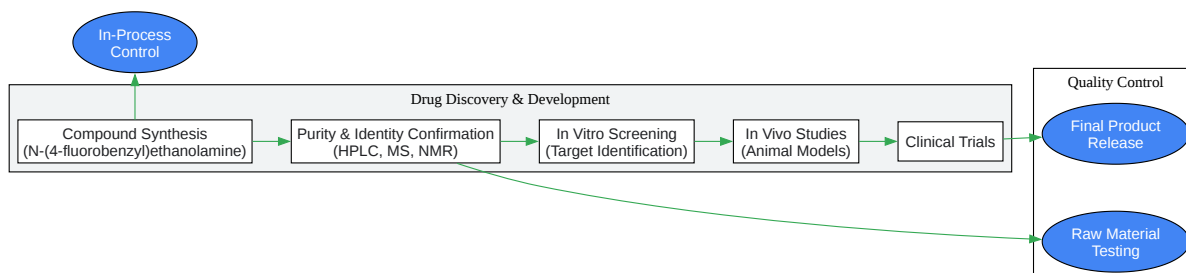 In-Process
Control
Drug Discovery & Development
Quality Control
Compound Synthesis
(N-(4-fluorobenzyl)ethanolamine)
Purity & Identity Confirmation
(HPLC, MS, NMR)
In Vitro Screening
(Target Identification)
In Vivo Studies
(Animal Models)
Clinical Trials
Final Product
Release
Raw Material
Testing